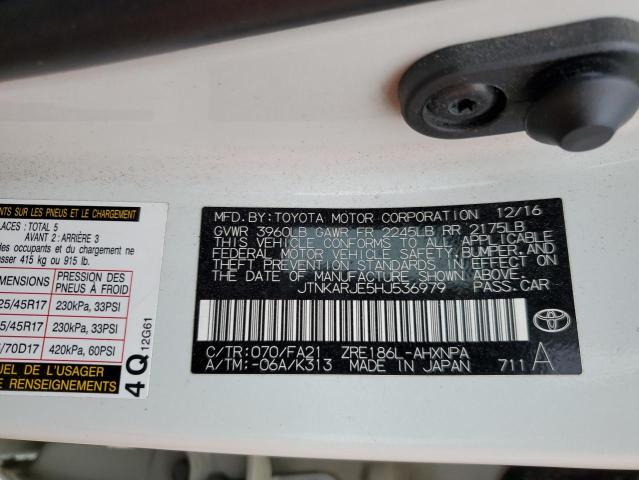 NTS SUR LES PNEUS ET LE CHARGEMENT
LACES: TOTAL 5
AVANT 2: ARRIÈRE 3
des occupants et du chargement ne
asser 415 kg ou 915 lb.
MENSIONS
PRESSION DES
PNEUS À FROID
25/45R17 230kPa, 33PSI
5/45R17 230kPa, 33PSI
/70D17 420kPa, 60PSI
UEL DE L'USAGER
DE RENSEIGNEMENTS
4Q 12G61
MFD.BY: TOYOTA MOTOR CORPORATION 12/16
GVWR 3960LB GAWR FR 2245LB RR 2175LB
THIS VEHICLE CONFORMS TO ALL APPLICABLE
FEDERAL MOTOR VEHICLE SAFETY, BUMPER, AND
THEFT PREVENTION STANDARDS IN EFFECT ON
THE DATE OF MANUFACTURE SHOWN ABOVE.
JTNKARJE5HJ536979 PASS.CAR
TOYOTA
C/TR: 070/FA21 ZRE186L-AHXNPA
A/TM: -06A/K313 MADE IN JAPAN 711 A